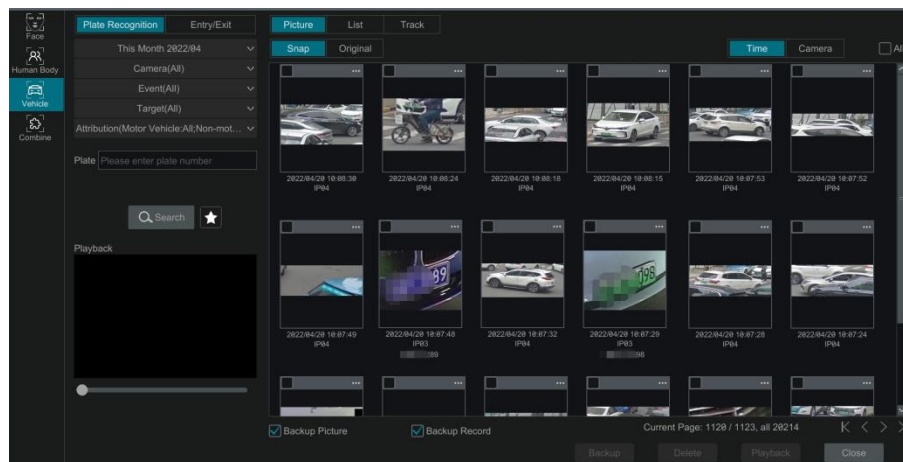 Face
Human Body
Vehicle
Combine
Plate Recognition Entry/Exit
This Month 2022/04
Camera(All)
Event(All)
Target(All)
Attribution(Motor Vehicle:All;Non-mot...
Plate Please enter plate number
Search
Playback
Picture List Track
Snap Original Time Camera All
2022/04/20 10:08:30 2022/04/20 10:08:24 2022/04/20 10:08:18 2022/04/20 10:08:15 2022/04/20 10:07:53 2022/04/20 10:07:52
IP04 IP04 IP04 IP04 IP04 IP04
89 398
2022/04/20 10:07:49 2022/04/20 10:07:48 2022/04/20 10:07:32 2022/04/20 10:07:29 2022/04/20 10:07:28 2022/04/20 10:07:24
IP04 IP03 IP04 IP03 IP04 IP04
89 98
Backup Picture Backup Record Current Page: 1120 / 1123, all 20214
Backup Delete Playback Close